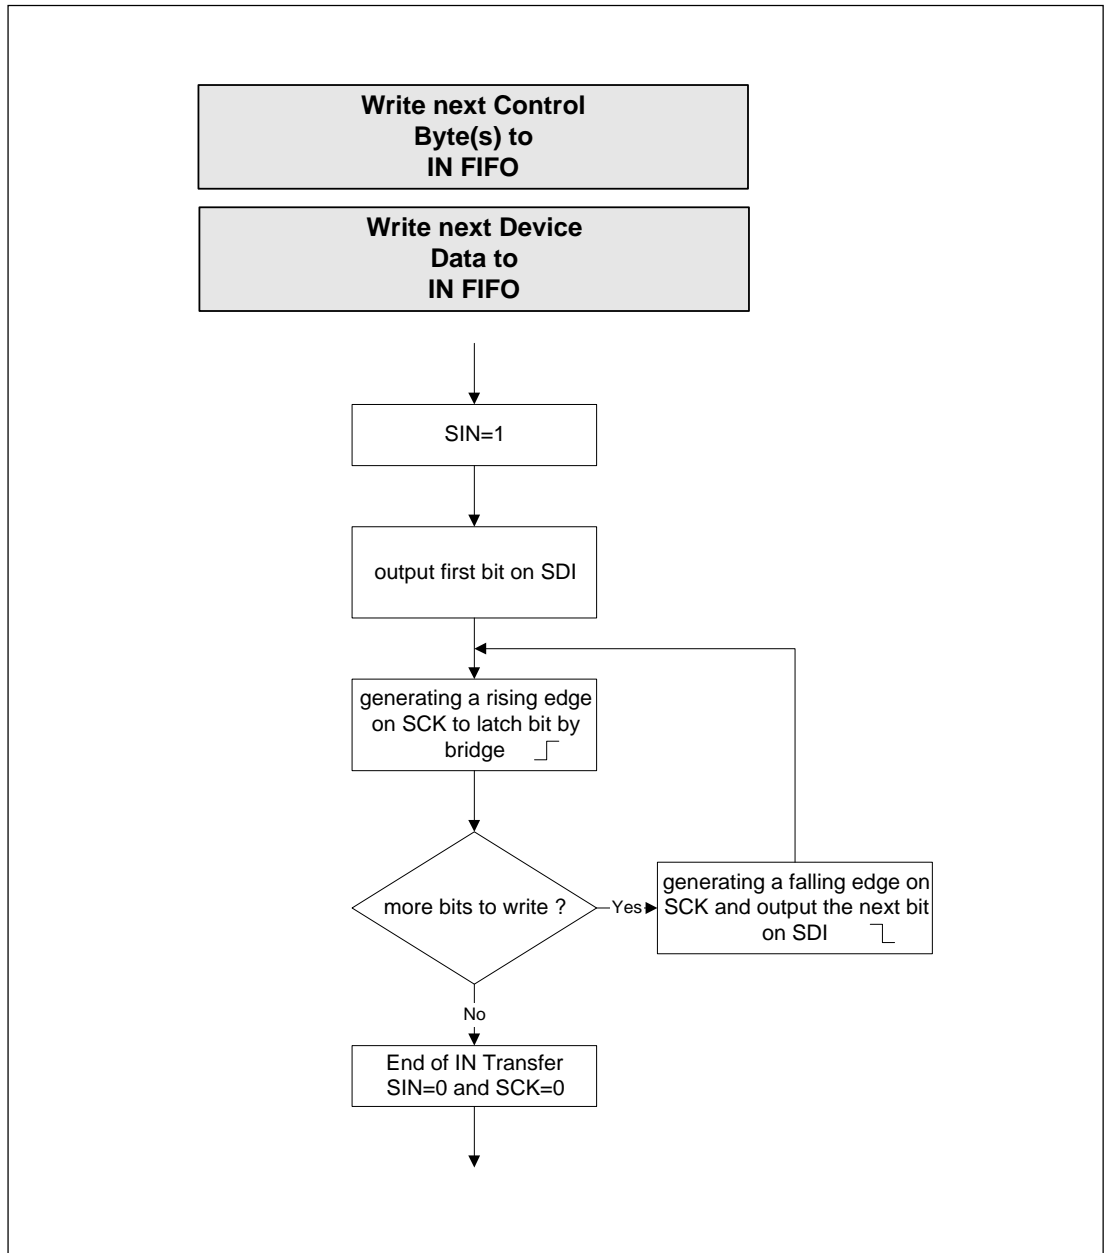 Write next Control
Byte(s) to
IN FIFO
Write next Device
Data to
IN FIFO
SIN=1
output first bit on SDI
generating a rising edge
on SCK to latch bit by
bridge
more bits to write ?
Yes
generating a falling edge on
SCK and output the next bit
on SDI
No
End of IN Transfer
SIN=0 and SCK=0